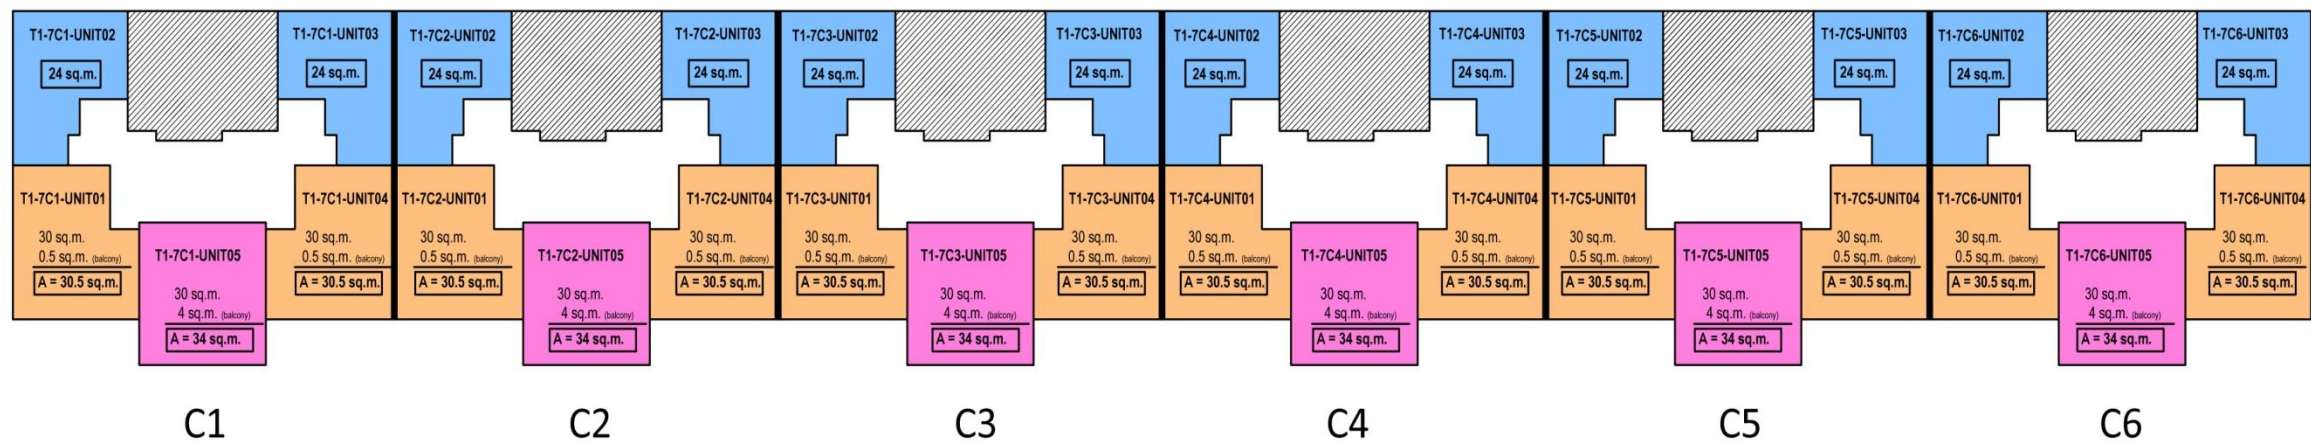 T1-7C1-UNIT02
24 sq.m.
T1-7C1-UNIT03
24 sq.m.
T1-7C1-UNIT01
30 sq.m.
0.5 sq.m. (balcony)
A = 30.5 sq.m.
T1-7C1-UNIT05
30 sq.m.
4 sq.m. (balcony)
A = 34 sq.m.
T1-7C1-UNIT04
30 sq.m.
0.5 sq.m. (balcony)
A = 30.5 sq.m.
C1
T1-7C2-UNIT02
24 sq.m.
T1-7C2-UNIT03
24 sq.m.
T1-7C2-UNIT01
30 sq.m.
0.5 sq.m. (balcony)
A = 30.5 sq.m.
T1-7C2-UNIT05
30 sq.m.
4 sq.m. (balcony)
A = 34 sq.m.
T1-7C2-UNIT04
30 sq.m.
0.5 sq.m. (balcony)
A = 30.5 sq.m.
C2
T1-7C3-UNIT02
24 sq.m.
T1-7C3-UNIT03
24 sq.m.
T1-7C3-UNIT01
30 sq.m.
0.5 sq.m. (balcony)
A = 30.5 sq.m.
T1-7C3-UNIT05
30 sq.m.
4 sq.m. (balcony)
A = 34 sq.m.
T1-7C3-UNIT04
30 sq.m.
0.5 sq.m. (balcony)
A = 30.5 sq.m.
C3
T1-7C4-UNIT02
24 sq.m.
T1-7C4-UNIT03
24 sq.m.
T1-7C4-UNIT01
30 sq.m.
0.5 sq.m. (balcony)
A = 30.5 sq.m.
T1-7C4-UNIT05
30 sq.m.
4 sq.m. (balcony)
A = 34 sq.m.
T1-7C4-UNIT04
30 sq.m.
0.5 sq.m. (balcony)
A = 30.5 sq.m.
C4
T1-7C5-UNIT02
24 sq.m.
T1-7C5-UNIT03
24 sq.m.
T1-7C5-UNIT01
30 sq.m.
0.5 sq.m. (balcony)
A = 30.5 sq.m.
T1-7C5-UNIT05
30 sq.m.
4 sq.m. (balcony)
A = 34 sq.m.
T1-7C5-UNIT04
30 sq.m.
0.5 sq.m. (balcony)
A = 30.5 sq.m.
C5
T1-7C6-UNIT02
24 sq.m.
T1-7C6-UNIT03
24 sq.m.
T1-7C6-UNIT01
30 sq.m.
0.5 sq.m. (balcony)
A = 30.5 sq.m.
T1-7C6-UNIT05
30 sq.m.
4 sq.m. (balcony)
A = 34 sq.m.
T1-7C6-UNIT04
30 sq.m.
0.5 sq.m. (balcony)
A = 30.5 sq.m.
C6